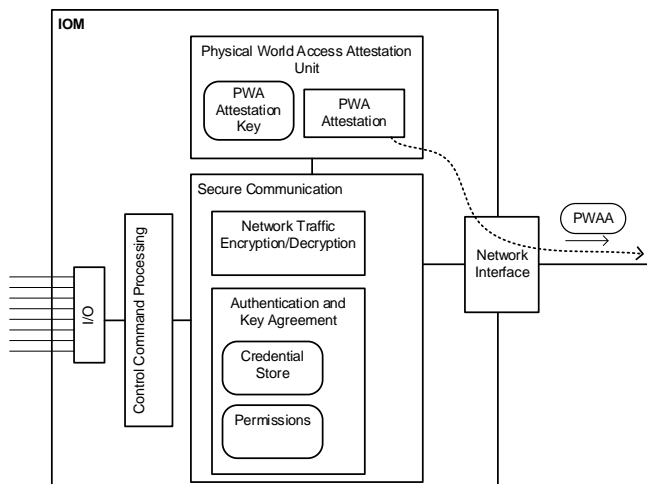 IOM
Physical World Access Attestation
Unit
PWA
Attestation
Key
PWA
Attestation
Secure Communication
Network Traffic
Encryption/Decryption
Authentication and
Key Agreement
Credential
Store
Permissions
I/O
Control Command Processing
Network
Interface
PWAA